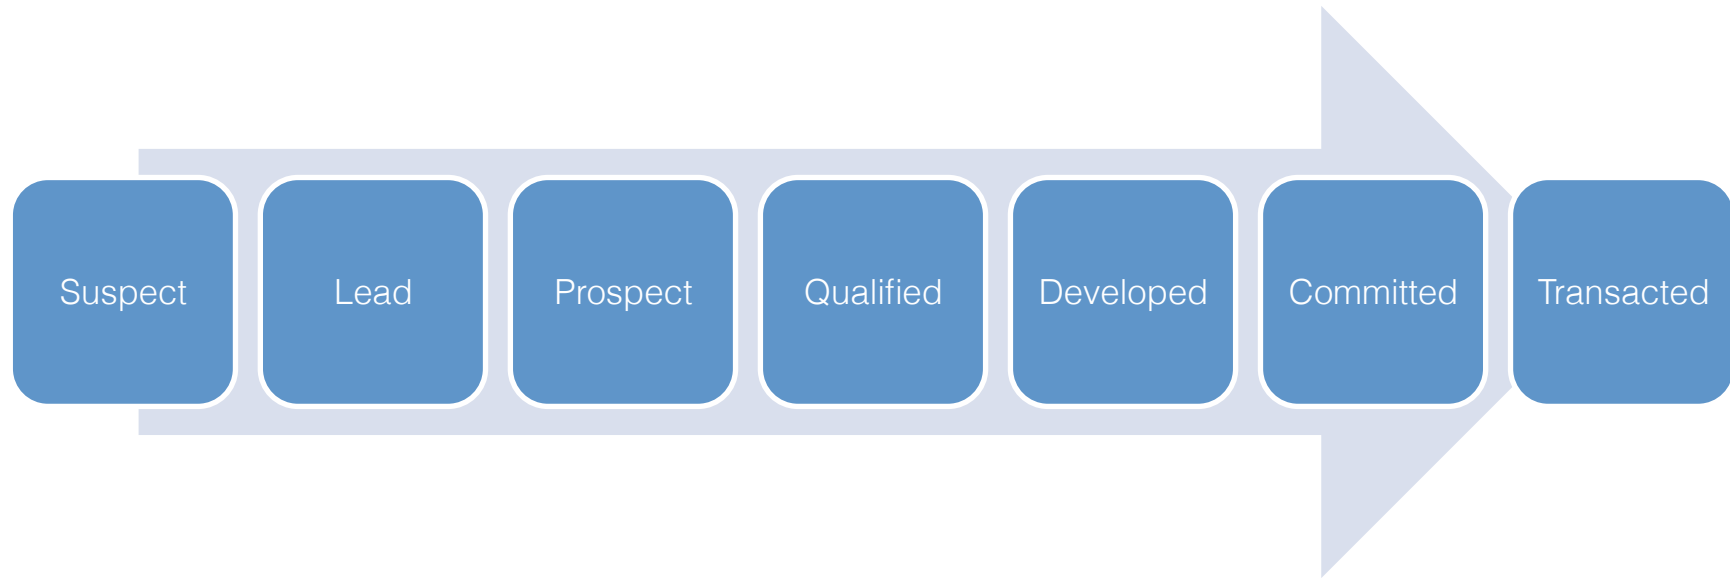 Suspect
Lead
Prospect
Qualified
Developed
Committed
Transacted